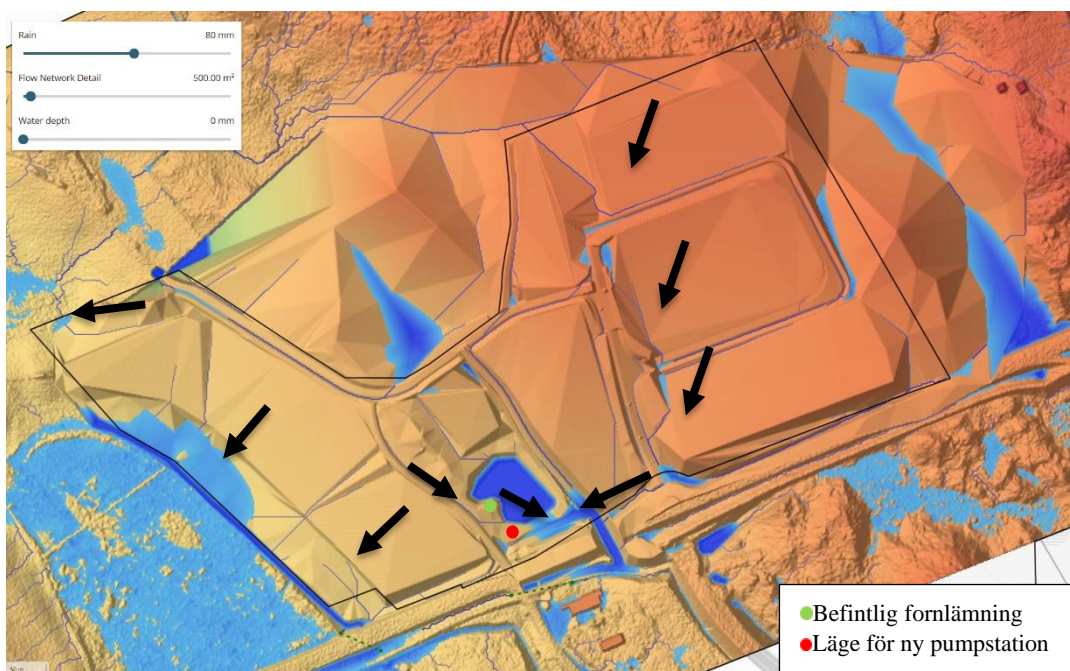 Rain 80 mm
Flow Network Detail 500.00 m²
Water depth 0 mm
Befintlig fornlämning
Läge för ny pumpstation